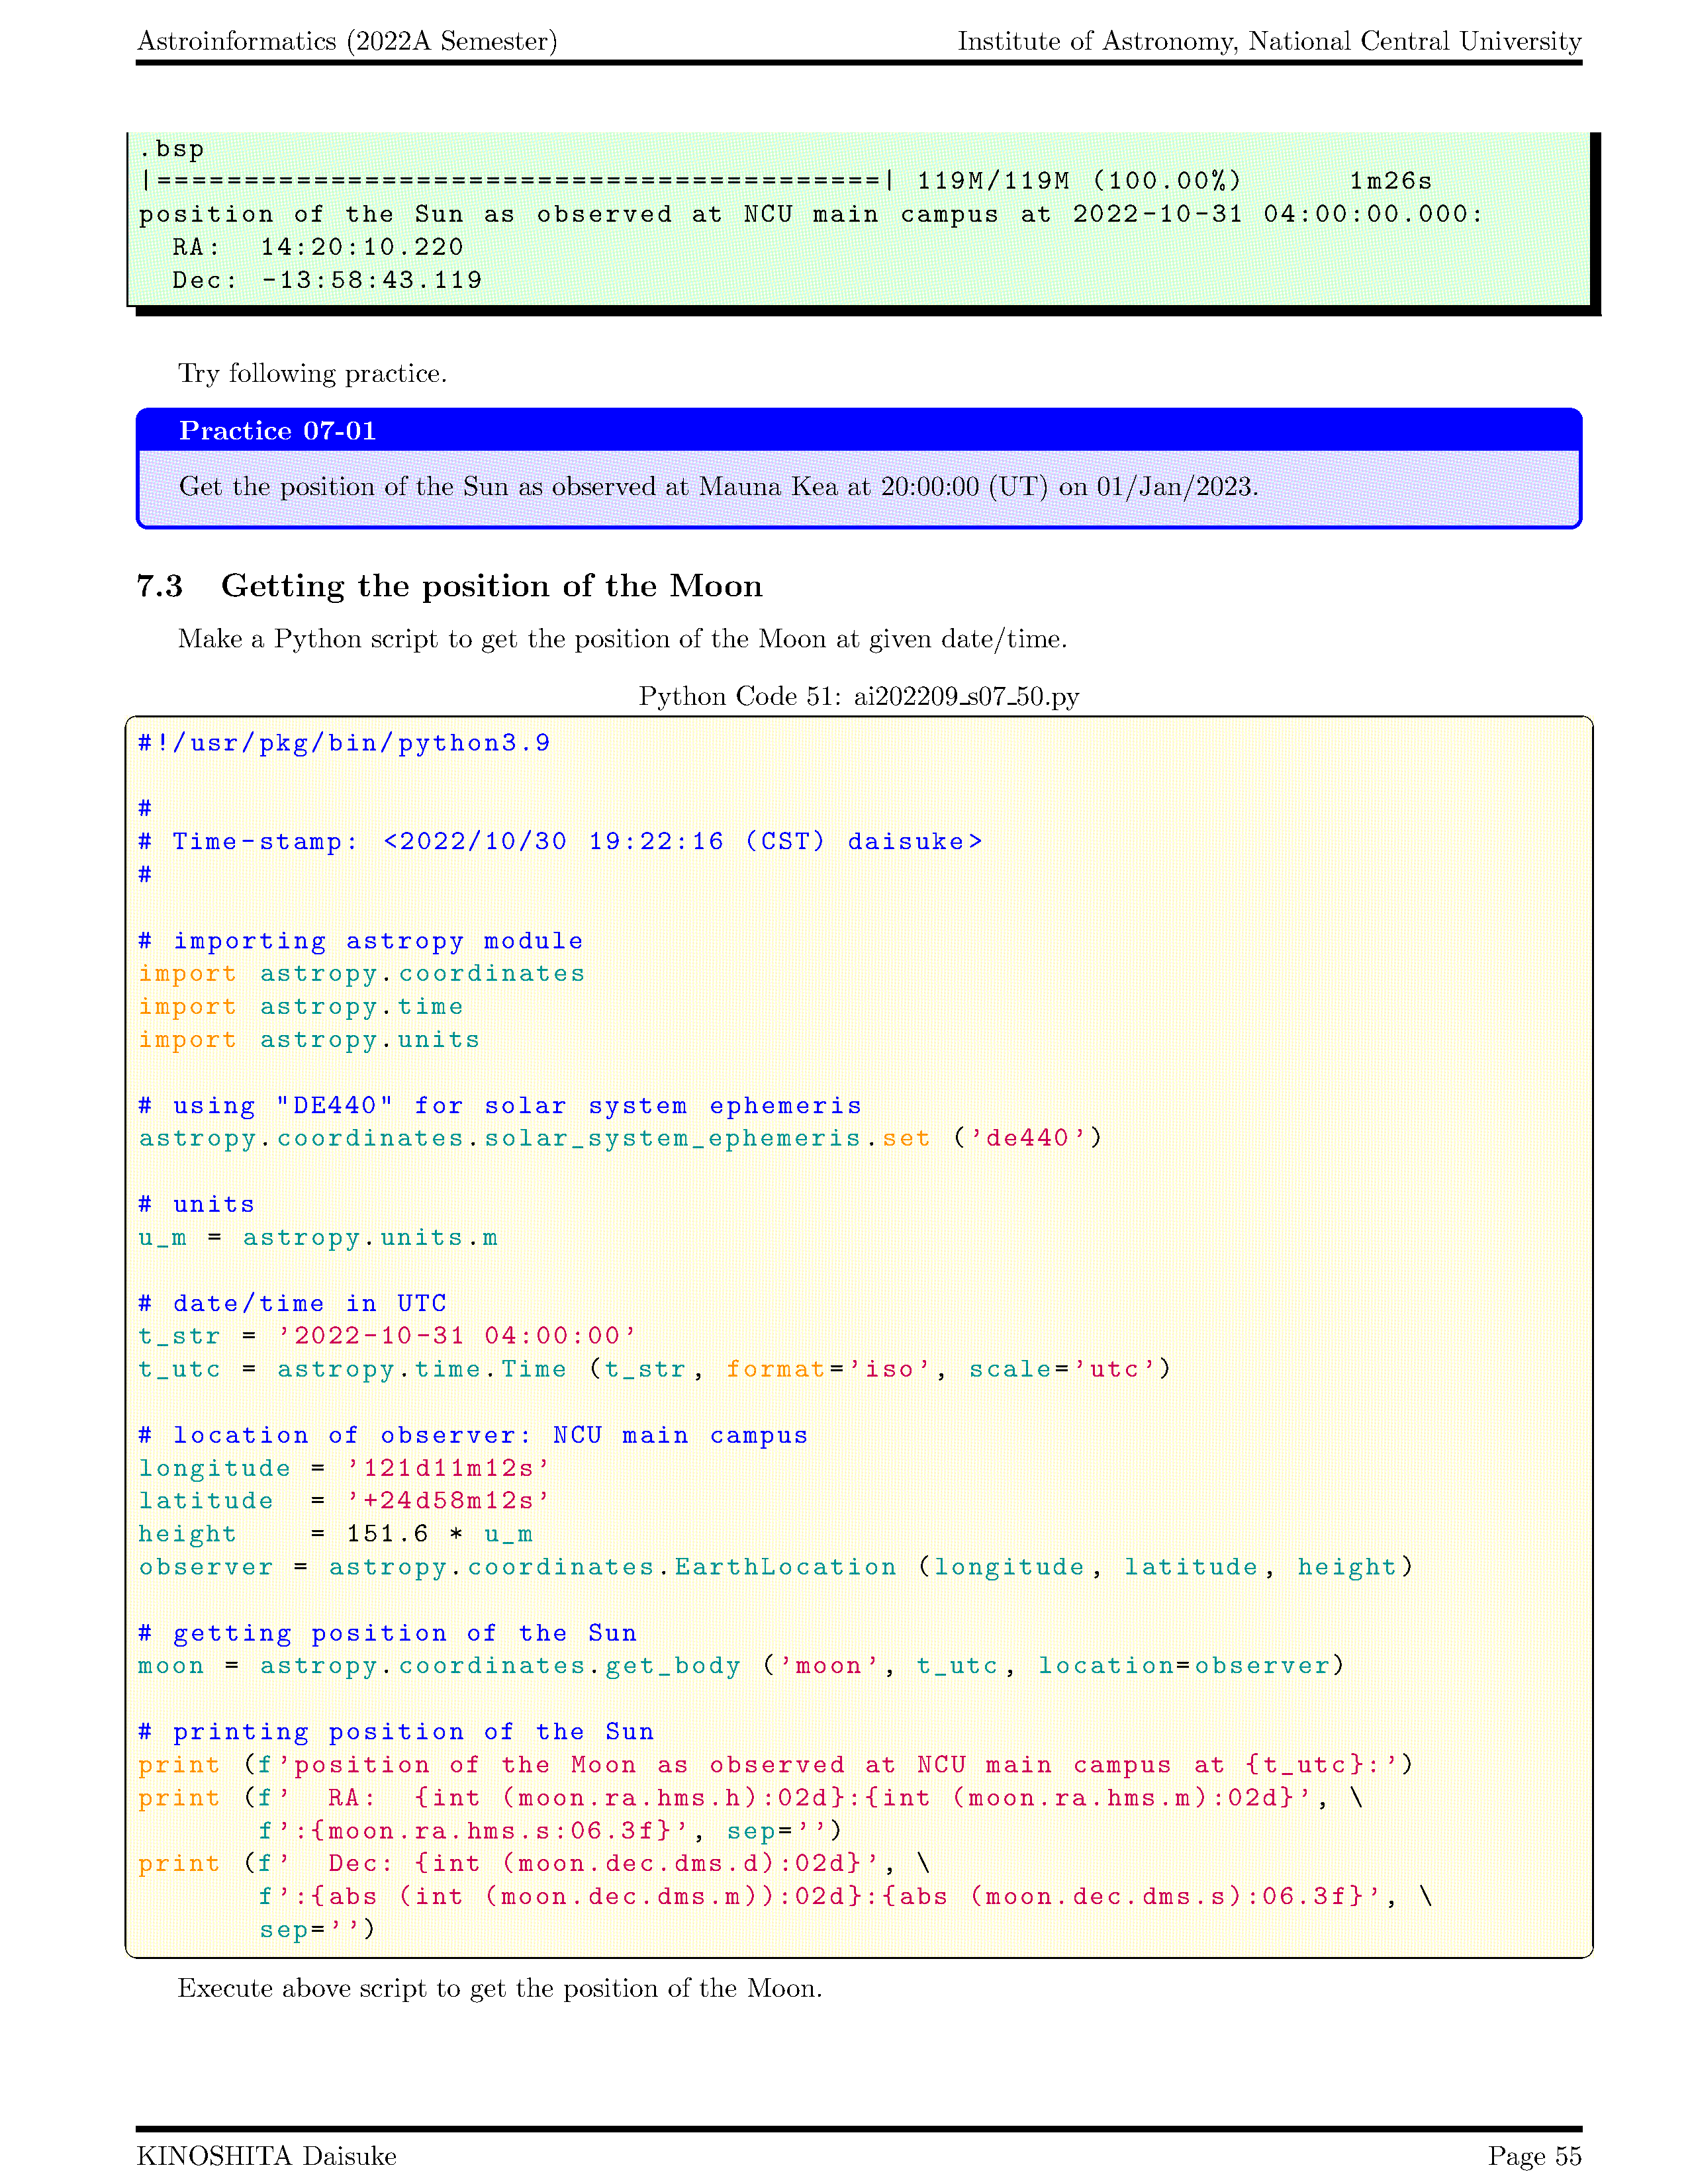 Astroinformatics (2022A Semester)
Institute of Astronomy, National Central University
.bsp
|==========================================| 119M/119M (100.00%)      1m26s
position of the Sun as observed at NCU main campus at 2022-10-31 04:00:00.000:
  RA:  14:20:10.220
  Dec: -13:58:43.119
Try following practice.
Practice 07-01
Get the position of the Sun as observed at Mauna Kea at 20:00:00 (UT) on 01/Jan/2023.
7.3 Getting the position of the Moon
Make a Python script to get the position of the Moon at given date/time.
Python Code 51: ai202209_s07_50.py
#!/usr/pkg/bin/python3.9
#
# Time-stamp: <2022/10/30 19:22:16 (CST) daisuke>
#
# importing astropy module
import astropy.coordinates
import astropy.time
import astropy.units
# using "DE440" for solar system ephemeris
astropy.coordinates.solar_system_ephemeris.set ('de440')
# units
u_m = astropy.units.m
# date/time in UTC
t_str = '2022-10-31 04:00:00'
t_utc = astropy.time.Time (t_str, format='iso', scale='utc')
# location of observer: NCU main campus
longitude = '121d11m12s'
latitude  = '+24d58m12s'
height    = 151.6 * u_m
observer = astropy.coordinates.EarthLocation (longitude, latitude, height)
# getting position of the Sun
moon = astropy.coordinates.get_body ('moon', t_utc, location=observer)
# printing position of the Sun
print (f'position of the Moon as observed at NCU main campus at {t_utc}:')
print (f'  RA:  {int (moon.ra.hms.h):02d}:{int (moon.ra.hms.m):02d}', \
       f':{moon.ra.hms.s:06.3f}', sep='')
print (f'  Dec: {int (moon.dec.dms.d):02d}', \
       f':{abs (int (moon.dec.dms.m)):02d}:{abs (moon.dec.dms.s):06.3f}', \
       sep='')
Execute above script to get the position of the Moon.
KINOSHITA Daisuke
Page 55